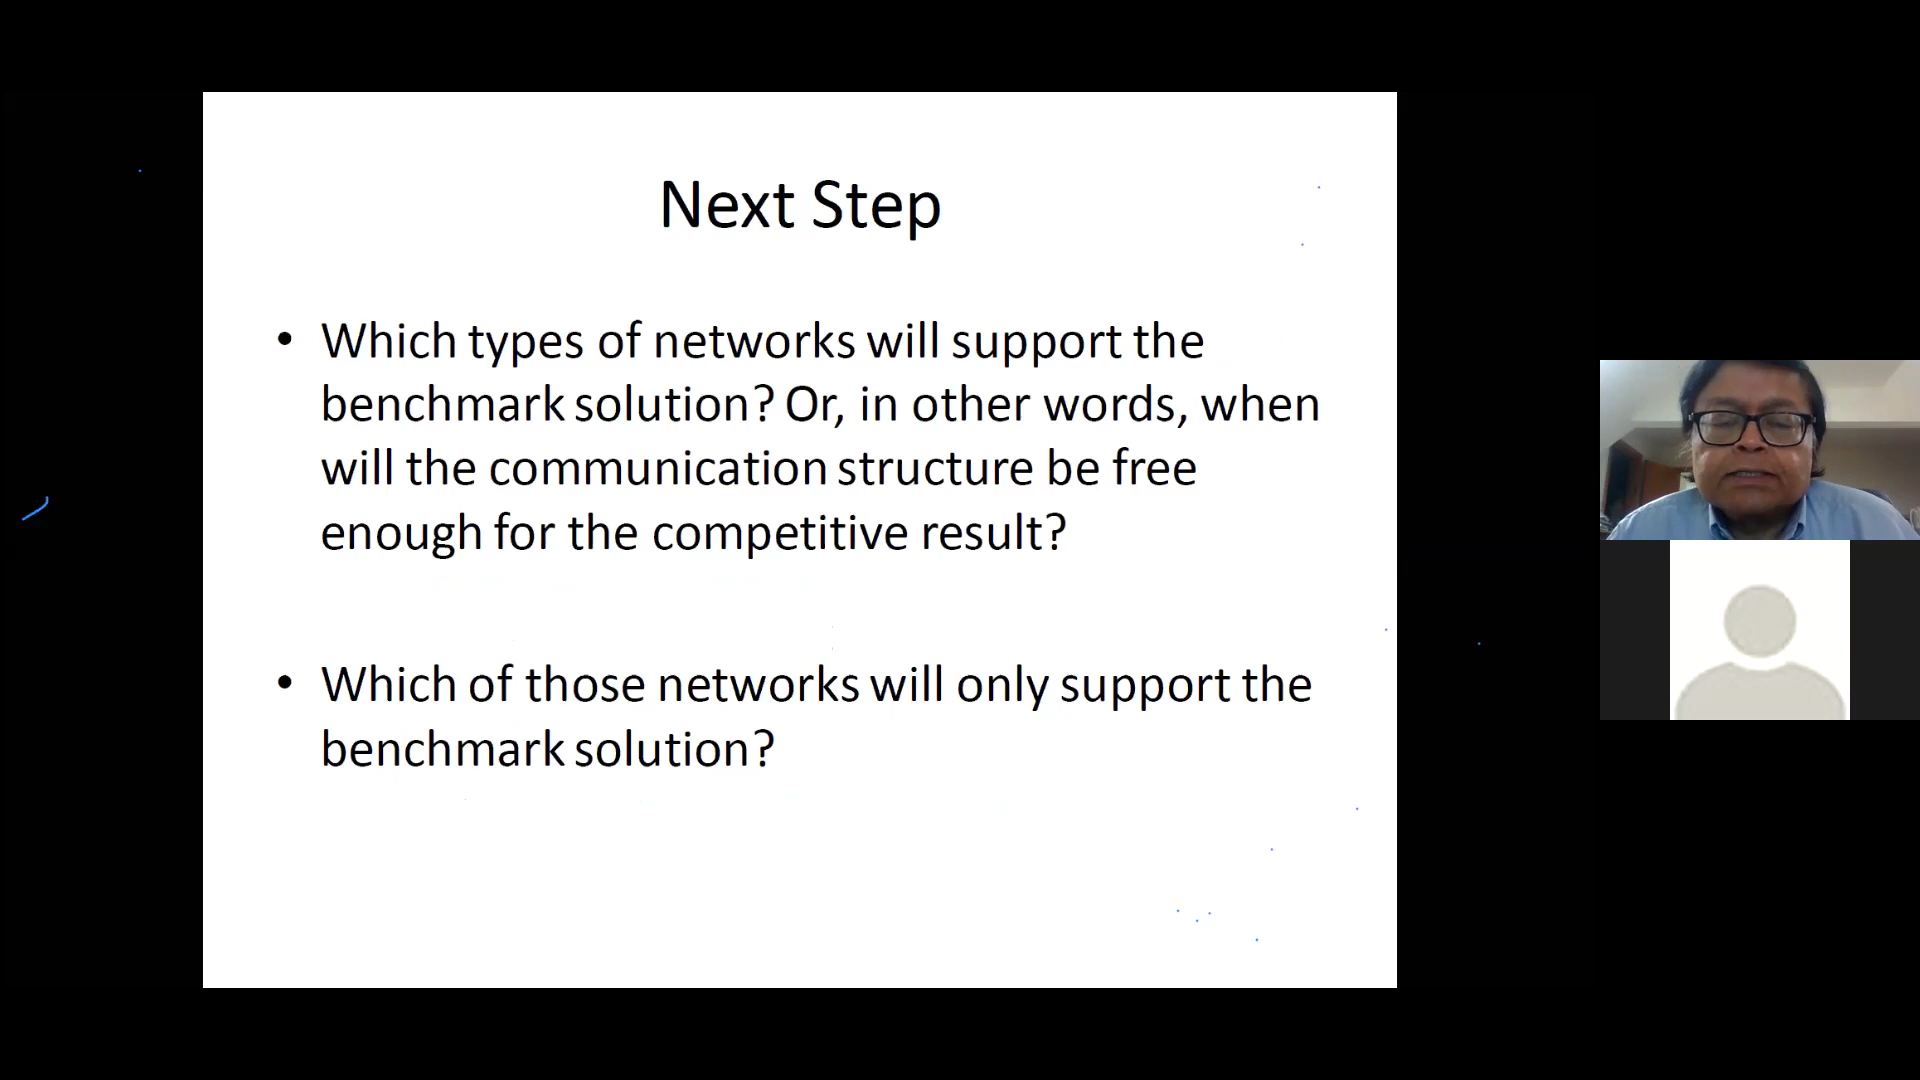 Next Step
• Which types of networks will support the
benchmark solution? Or, in other words, when
will the communication structure be free
enough for the competitive result?
• Which of those networks will only support the
benchmark solution?